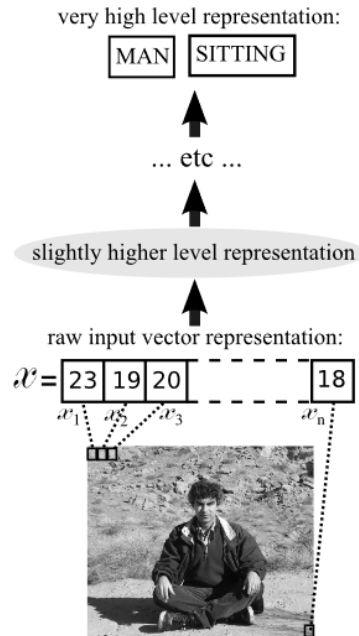 very high level representation:
MAN SITTING
... etc ...
slightly higher level representation
raw input vector representation:
x = 23 19 20 18
x1 x2 x3 xn